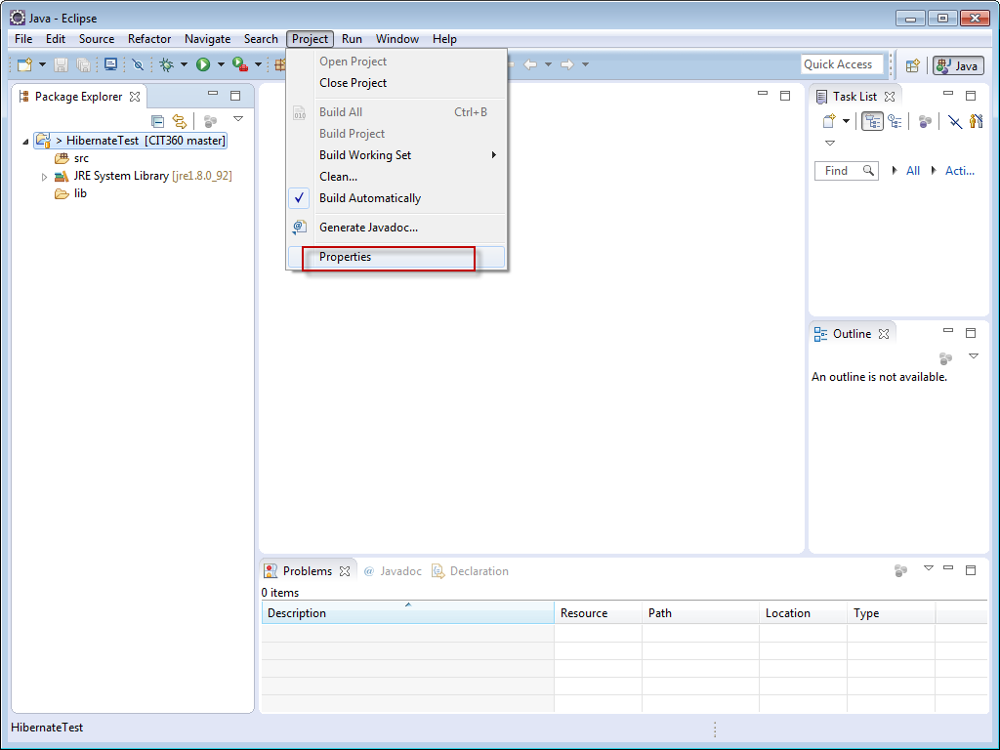 Java - Eclipse
File Edit Source Refactor Navigate Search Project Run Window Help
Quick Access
Java
Open Project
Close Project
Build All Ctrl+B
Build Project
Build Working Set
Clean...
Build Automatically
Generate Javadoc...
Properties
Package Explorer
> HibernateTest [CIT360 master]
src
JRE System Library [jre1.8.0_92]
lib
Task List
Find All Acti...
Outline
An outline is not available.
Problems @ Javadoc Declaration
0 items
Description Resource Path Location Type
HibernateTest